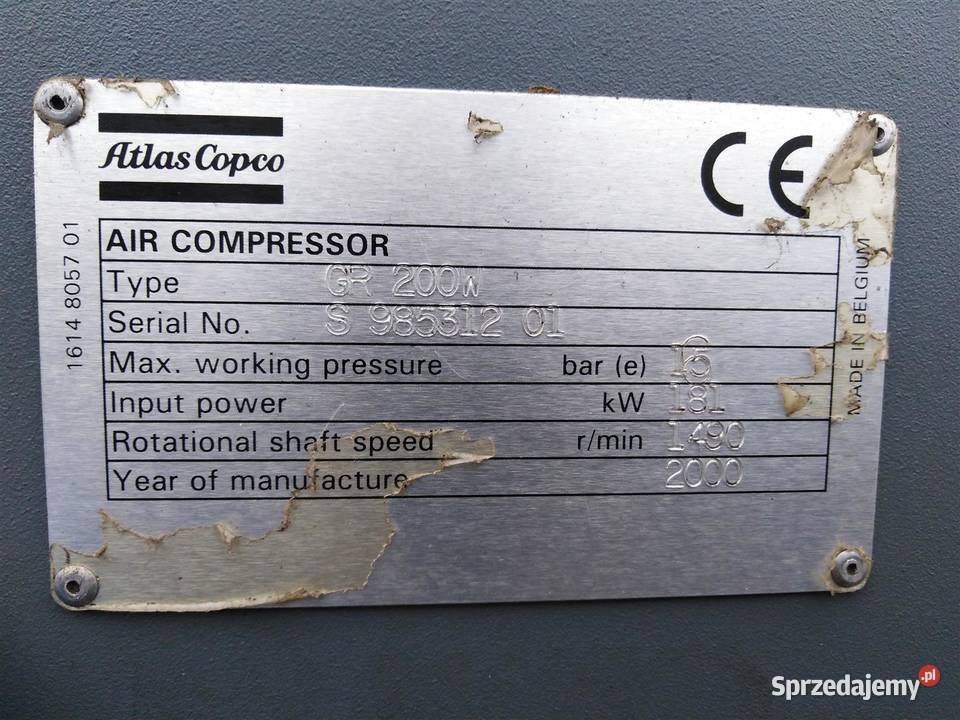 Atlas Copco
CE
AIR COMPRESSOR
Type GR 200W
Serial No. S 985312 01
Max. working pressure bar (e)
Input power kW 181
Rotational shaft speed r/min 1490
Year of manufacture 2000
1614 8057 01
MADE IN BELGIUM
Sprzedajemy.pl